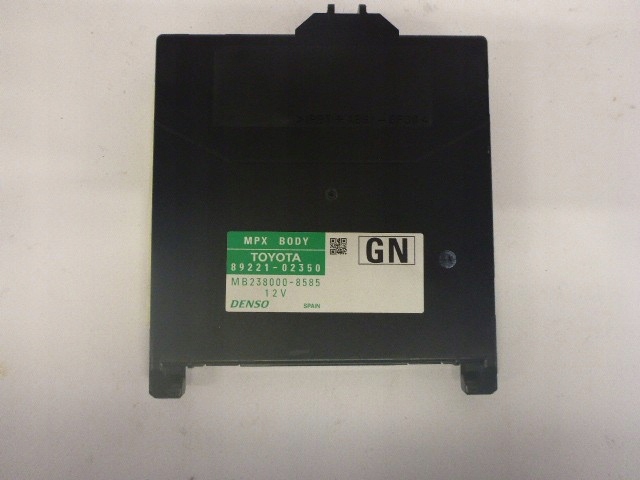 MPX BODY
TOYOTA
89221-02350
MB238000-8585
12V
DENSO
SPAIN
GN